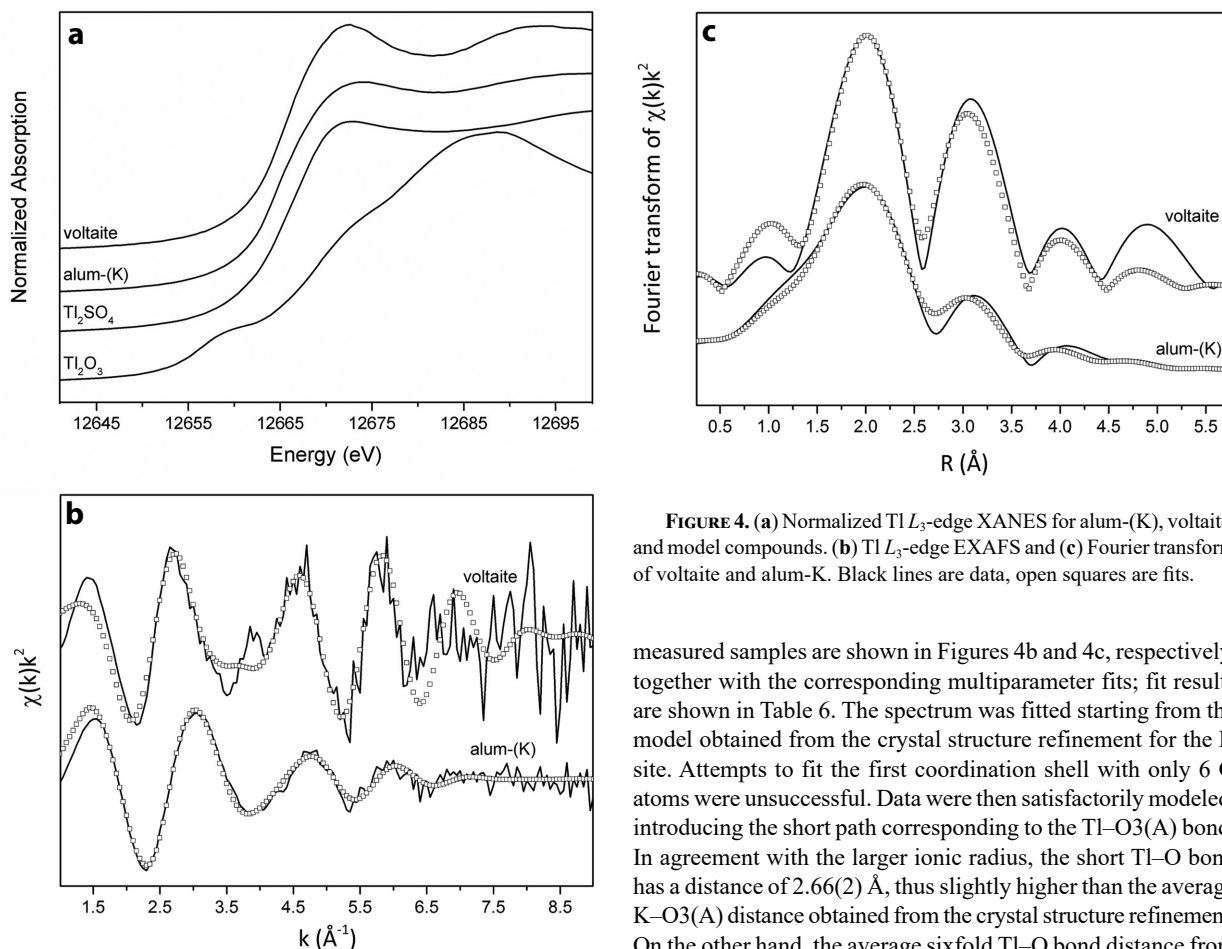 a
Normalized Absorption
voltaite
alum-(K)
Tl2SO4
Tl2O3
12645 12655 12665 12675 12685 12695
Energy (eV)
b
χ(k)k²
voltaite
alum-(K)
1.5 2.5 3.5 4.5 5.5 6.5 7.5 8.5
k (Å⁻¹)
c
Fourier transform of χ(k)k²
voltaite
alum-(K)
0.5 1.0 1.5 2.0 2.5 3.0 3.5 4.0 4.5 5.0 5.5
R (Å)
FIGURE 4. (a) Normalized Tl L3-edge XANES for alum-(K), voltaite
and model compounds. (b) Tl L3-edge EXAFS and (c) Fourier transform
of voltaite and alum-K. Black lines are data, open squares are fits.
measured samples are shown in Figures 4b and 4c, respectively
together with the corresponding multiparameter fits; fit result
are shown in Table 6. The spectrum was fitted starting from th
model obtained from the crystal structure refinement for the
site. Attempts to fit the first coordination shell with only 6
atoms were unsuccessful. Data were then satisfactorily modeled
introducing the short path corresponding to the Tl–O3(A) bond
In agreement with the larger ionic radius, the short Tl–O bon
has a distance of 2.66(2) Å, thus slightly higher than the averag
K–O3(A) distance obtained from the crystal structure refinement
On the other hand, the average sixfold Tl–O bond distance from